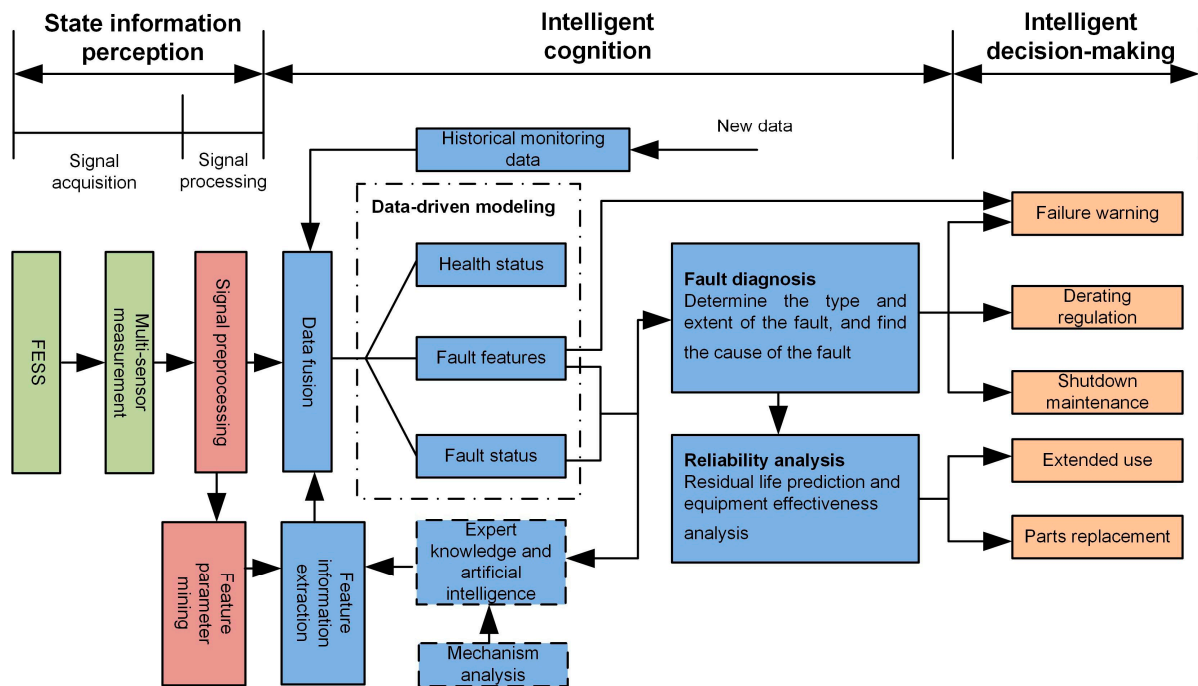 State information
perception
Intelligent
cognition
Intelligent
decision-making
Signal
acquisition
Signal
processing
Historical monitoring
data
New data
Data-driven modeling
Health status
Fault features
Fault status
FESS
Multi-sensor
measurement
Signal preprocessing
Data fusion
Fault diagnosis
Determine the type and
extent of the fault, and find
the cause of the fault
Reliability analysis
Residual life prediction and
equipment effectiveness
analysis
Failure warning
Derating
regulation
Shutdown
maintenance
Extended use
Parts replacement
Feature
parameter
mining
Feature
information
extraction
Expert
knowledge and
artificial
intelligence
Mechanism
analysis